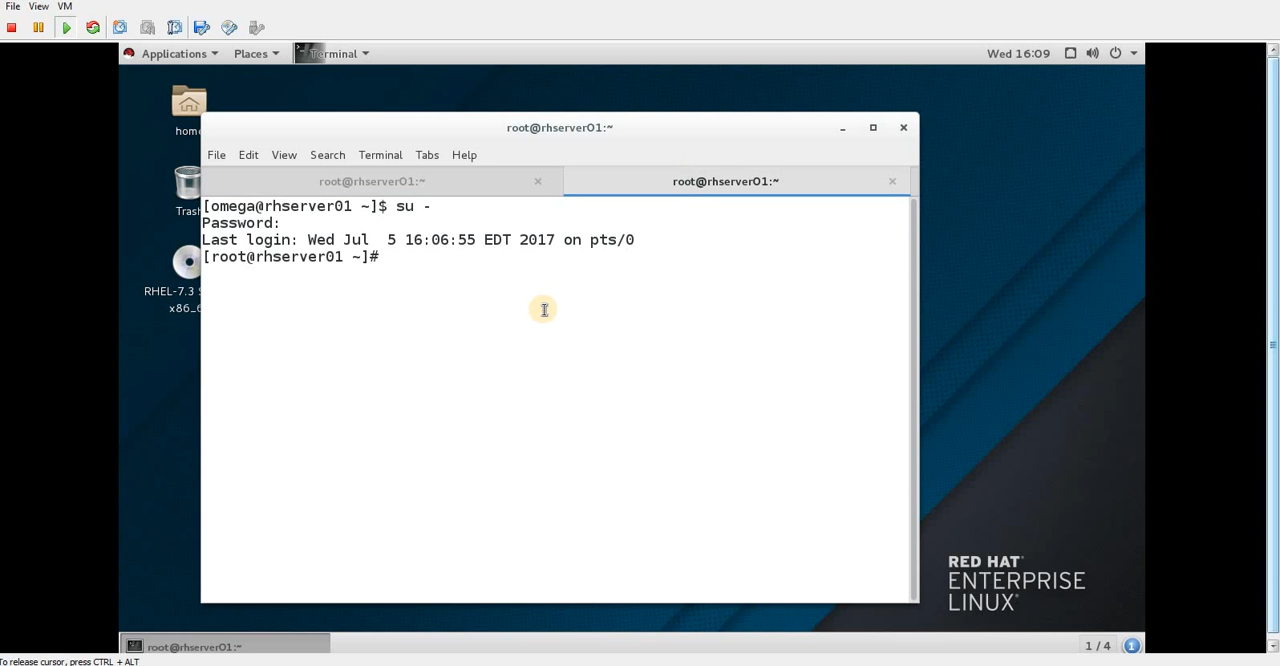 File View VM
Applications Places Terminal Wed 16:09
home
Trash
RHEL-7.3 S
x86_6
root@rhserver01:~
File Edit View Search Terminal Tabs Help
root@rhserver01:~ root@rhserver01:~
[omega@rhserver01 ~]$ su -
Password:
Last login: Wed Jul  5 16:06:55 EDT 2017 on pts/0
[root@rhserver01 ~]#
RED HAT
ENTERPRISE
LINUX
root@rhserver01:~ 1 / 4 1
To release cursor, press CTRL + ALT